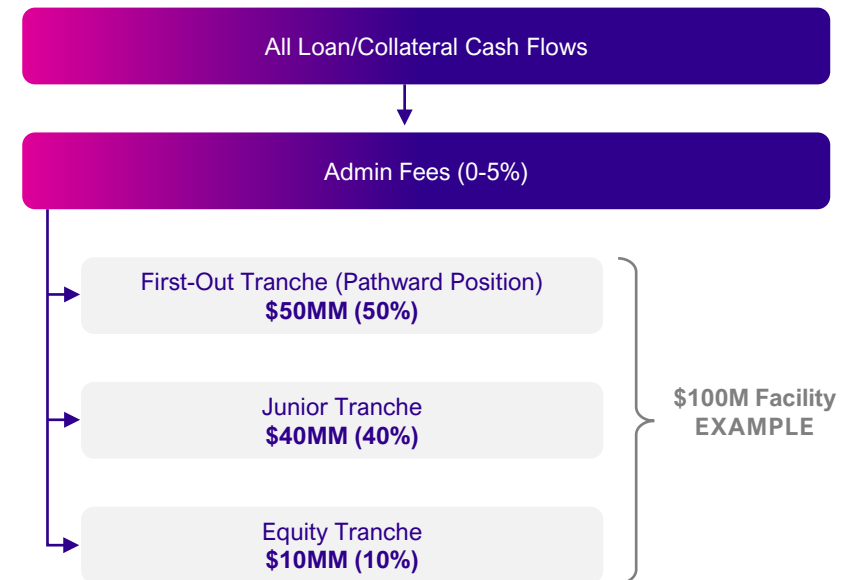 All Loan/Collateral Cash Flows
Admin Fees (0-5%)
First-Out Tranche (Pathward Position)
$50MM (50%)
Junior Tranche
$40MM (40%)
$100M Facility
EXAMPLE
Equity Tranche
$10MM (10%)